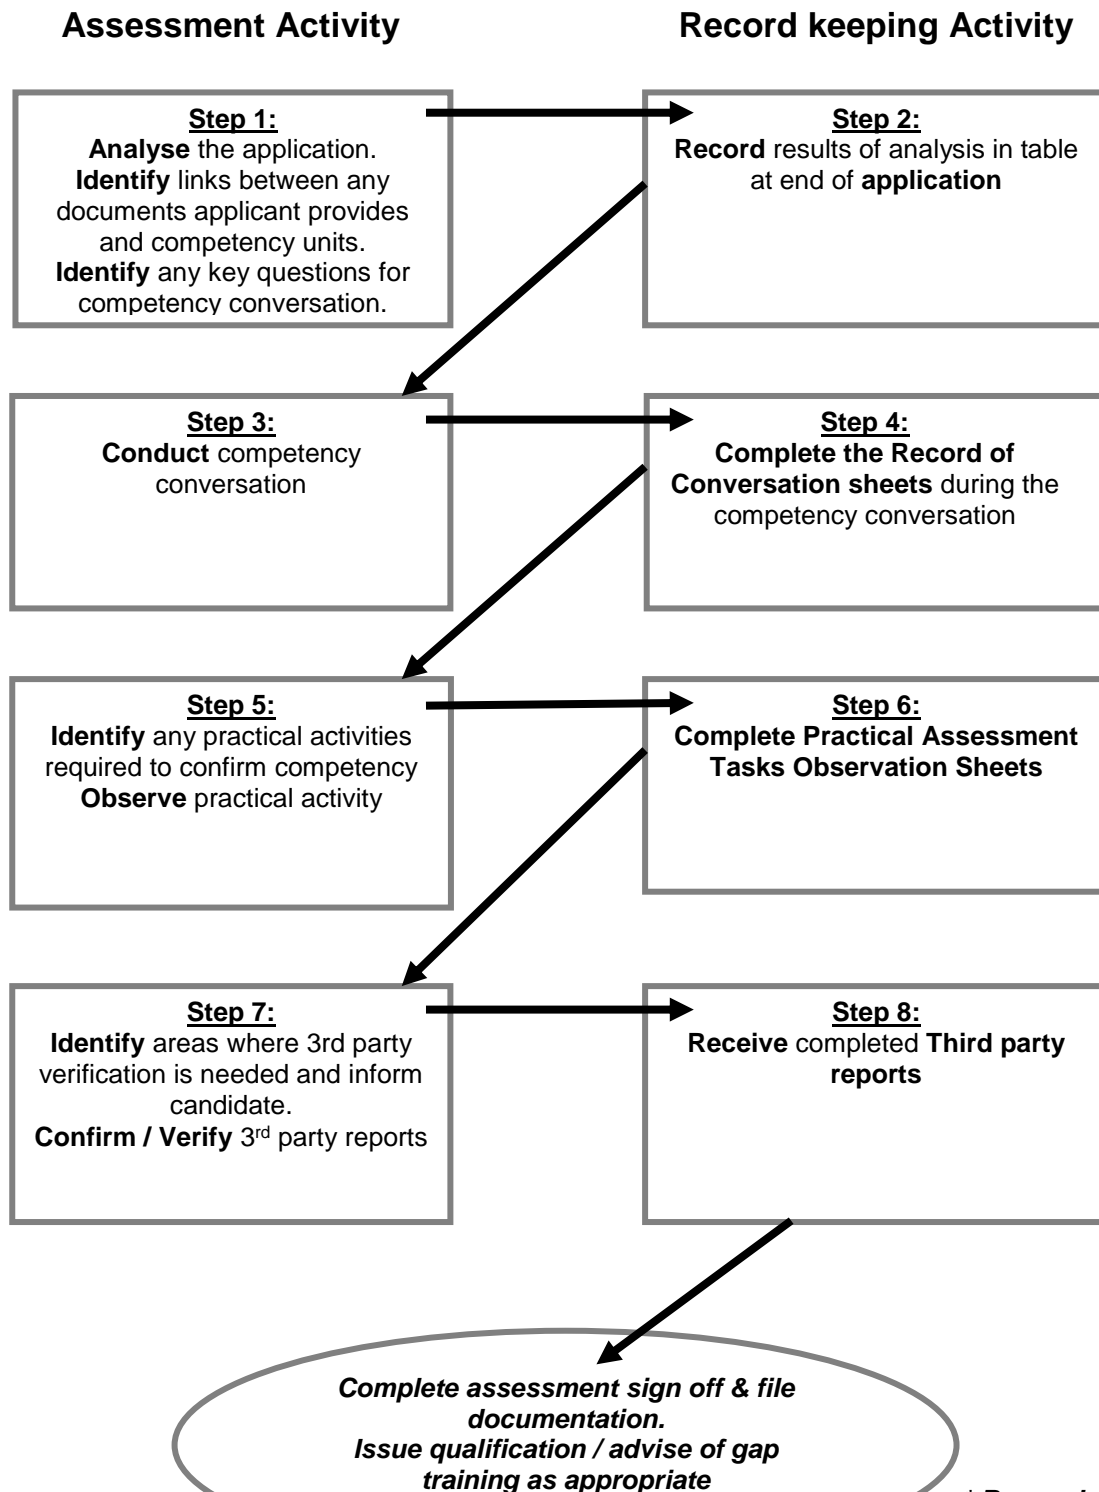 Assessment Activity
Record keeping Activity
Step 1:
Analyse the application.
Identify links between any
documents applicant provides
and competency units.
Identify any key questions for
competency conversation.
Step 2:
Record results of analysis in table
at end of application
Step 3:
Conduct competency
conversation
Step 4:
Complete the Record of
Conversation sheets during the
competency conversation
Step 5:
Identify any practical activities
required to confirm competency
Observe practical activity
Step 6:
Complete Practical Assessment
Tasks Observation Sheets
Step 7:
Identify areas where 3rd party
verification is needed and inform
candidate.
Confirm / Verify 3rd party reports
Step 8:
Receive completed Third party
reports
Complete assessment sign off & file
documentation.
Issue qualification / advise of gap
training as appropriate